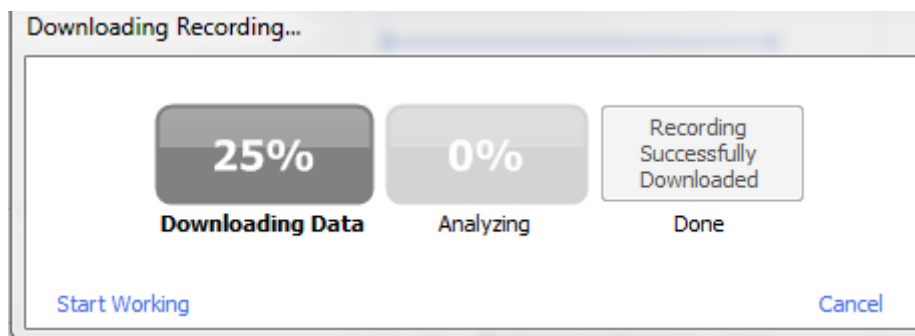 Downloading Recording...
25%
0%
Recording
Successfully
Downloaded
Downloading Data
Analyzing
Done
Start Working
Cancel